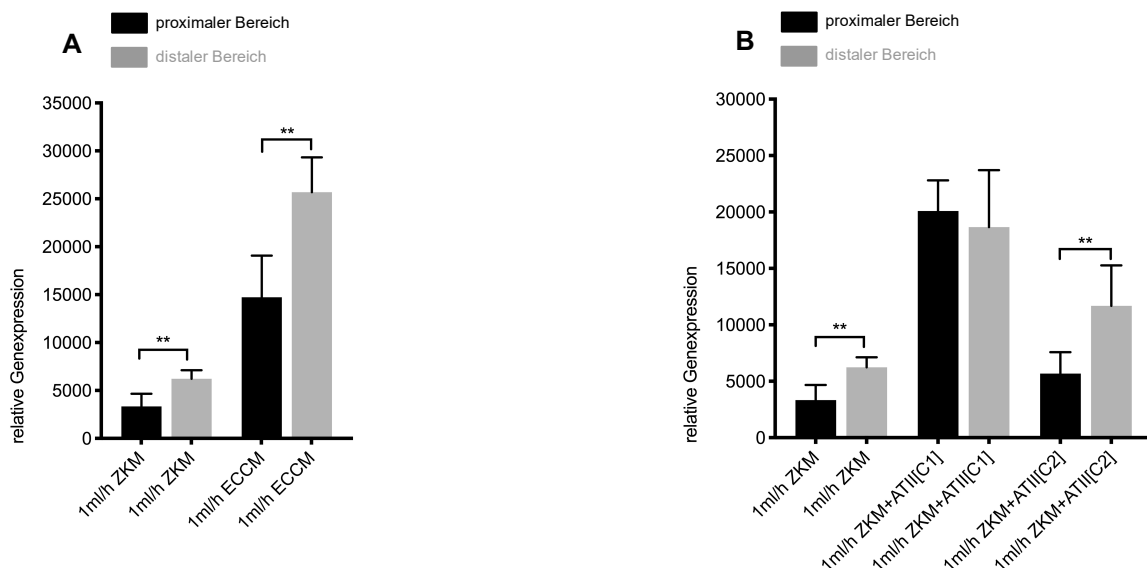 A
proximaler Bereich
distaler Bereich
relative Genexpression
35000
30000
25000
20000
15000
10000
5000
0
**
**
1ml/h ZKM
1ml/h ZKM
1ml/h ECCM
1ml/h ECCM
B
proximaler Bereich
distaler Bereich
relative Genexpression
30000
25000
20000
15000
10000
5000
0
**
**
1ml/h ZKM
1ml/h ZKM
1ml/h ZKM+ATII[C1]
1ml/h ZKM+ATII[C1]
1ml/h ZKM+ATII[C2]
1ml/h ZKM+ATII[C2]